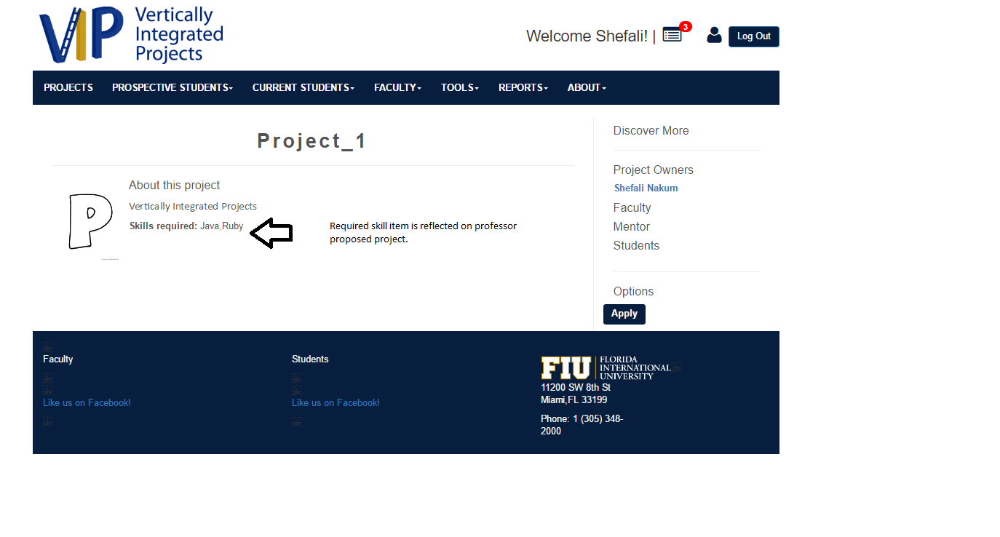 VIP
Vertically
Integrated
Projects
Welcome Shefali! |
3
Log Out
PROJECTS PROSPECTIVE STUDENTS CURRENT STUDENTS FACULTY TOOLS REPORTS ABOUT
Project_1
About this project
P
Vertically Integrated Projects
Skills required: Java,Ruby
Required skill item is reflected on professor
proposed project.
Discover More
Project Owners
Shefali Nakum
Faculty
Mentor
Students
Options
Apply
Faculty
Like us on Facebook!
Students
Like us on Facebook!
FIU
FLORIDA
INTERNATIONAL
UNIVERSITY
11200 SW 8th St
Miami,FL 33199
Phone: 1 (305) 348-
2000